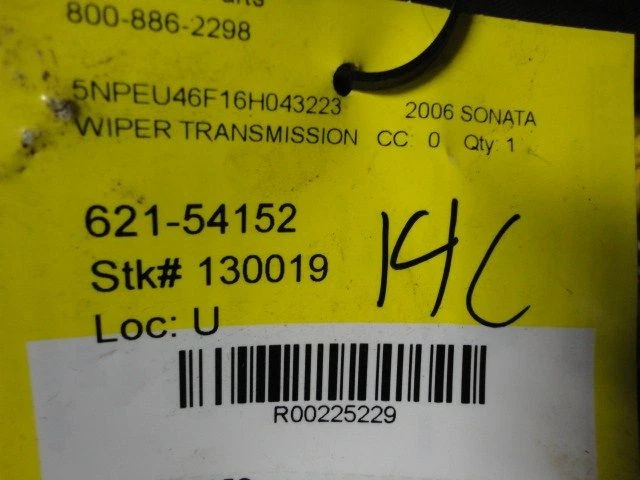 800-886-2298
5NPEU46F16H043223 2006 SONATA
WIPER TRANSMISSION CC: 0 Qty: 1
621-54152
Stk# 130019
14C
Loc: U
R00225229